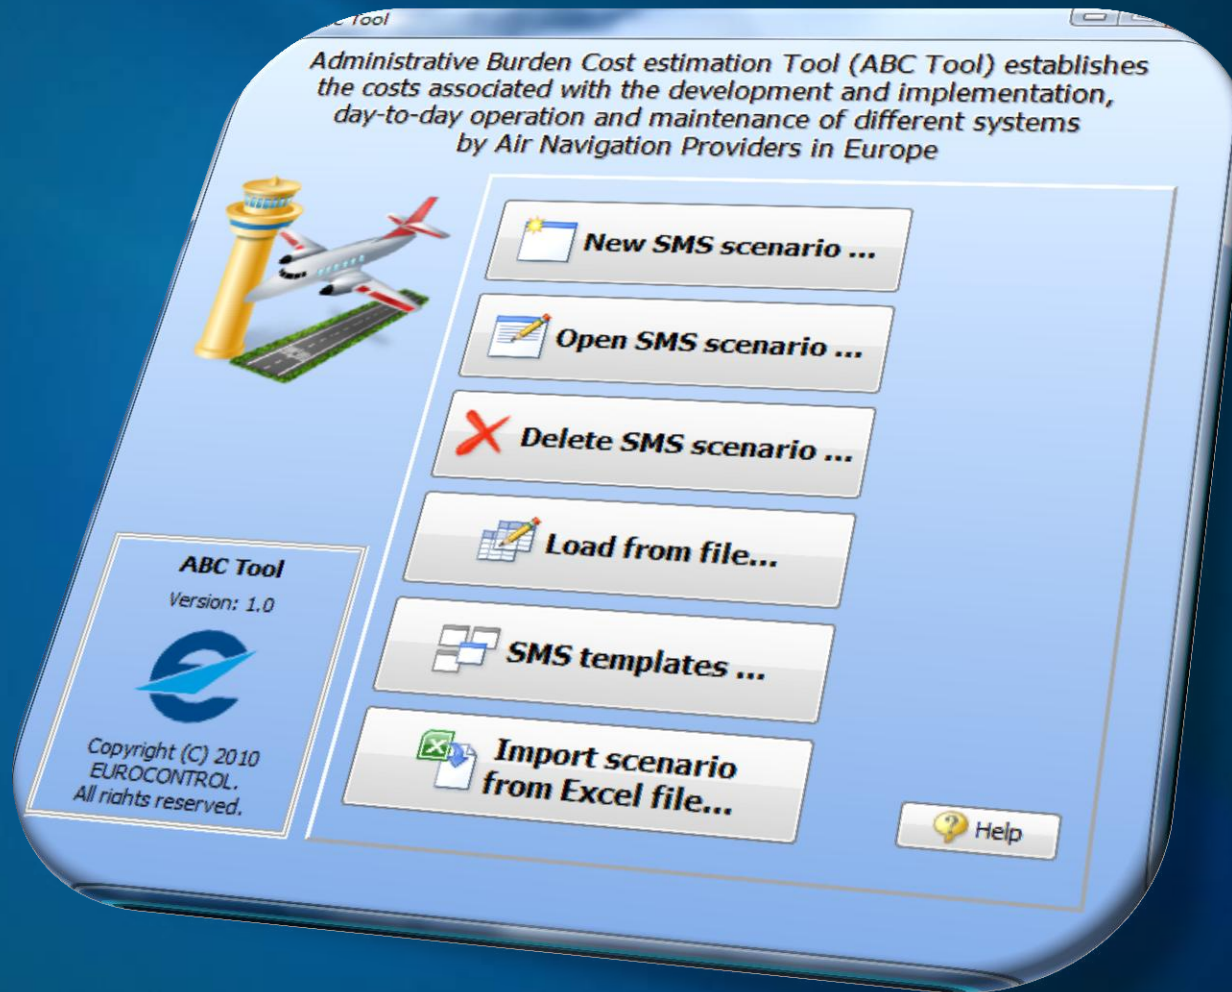 Tool
Administrative Burden Cost estimation Tool (ABC Tool) establishes
the costs associated with the development and implementation,
day-to-day operation and maintenance of different systems
by Air Navigation Providers in Europe
New SMS scenario ...
Open SMS scenario ...
Delete SMS scenario ...
Load from file...
SMS templates ...
Import scenario
from Excel file...
Help
ABC Tool
Version: 1.0
Copyright (C) 2010
EUROCONTROL.
All rights reserved.